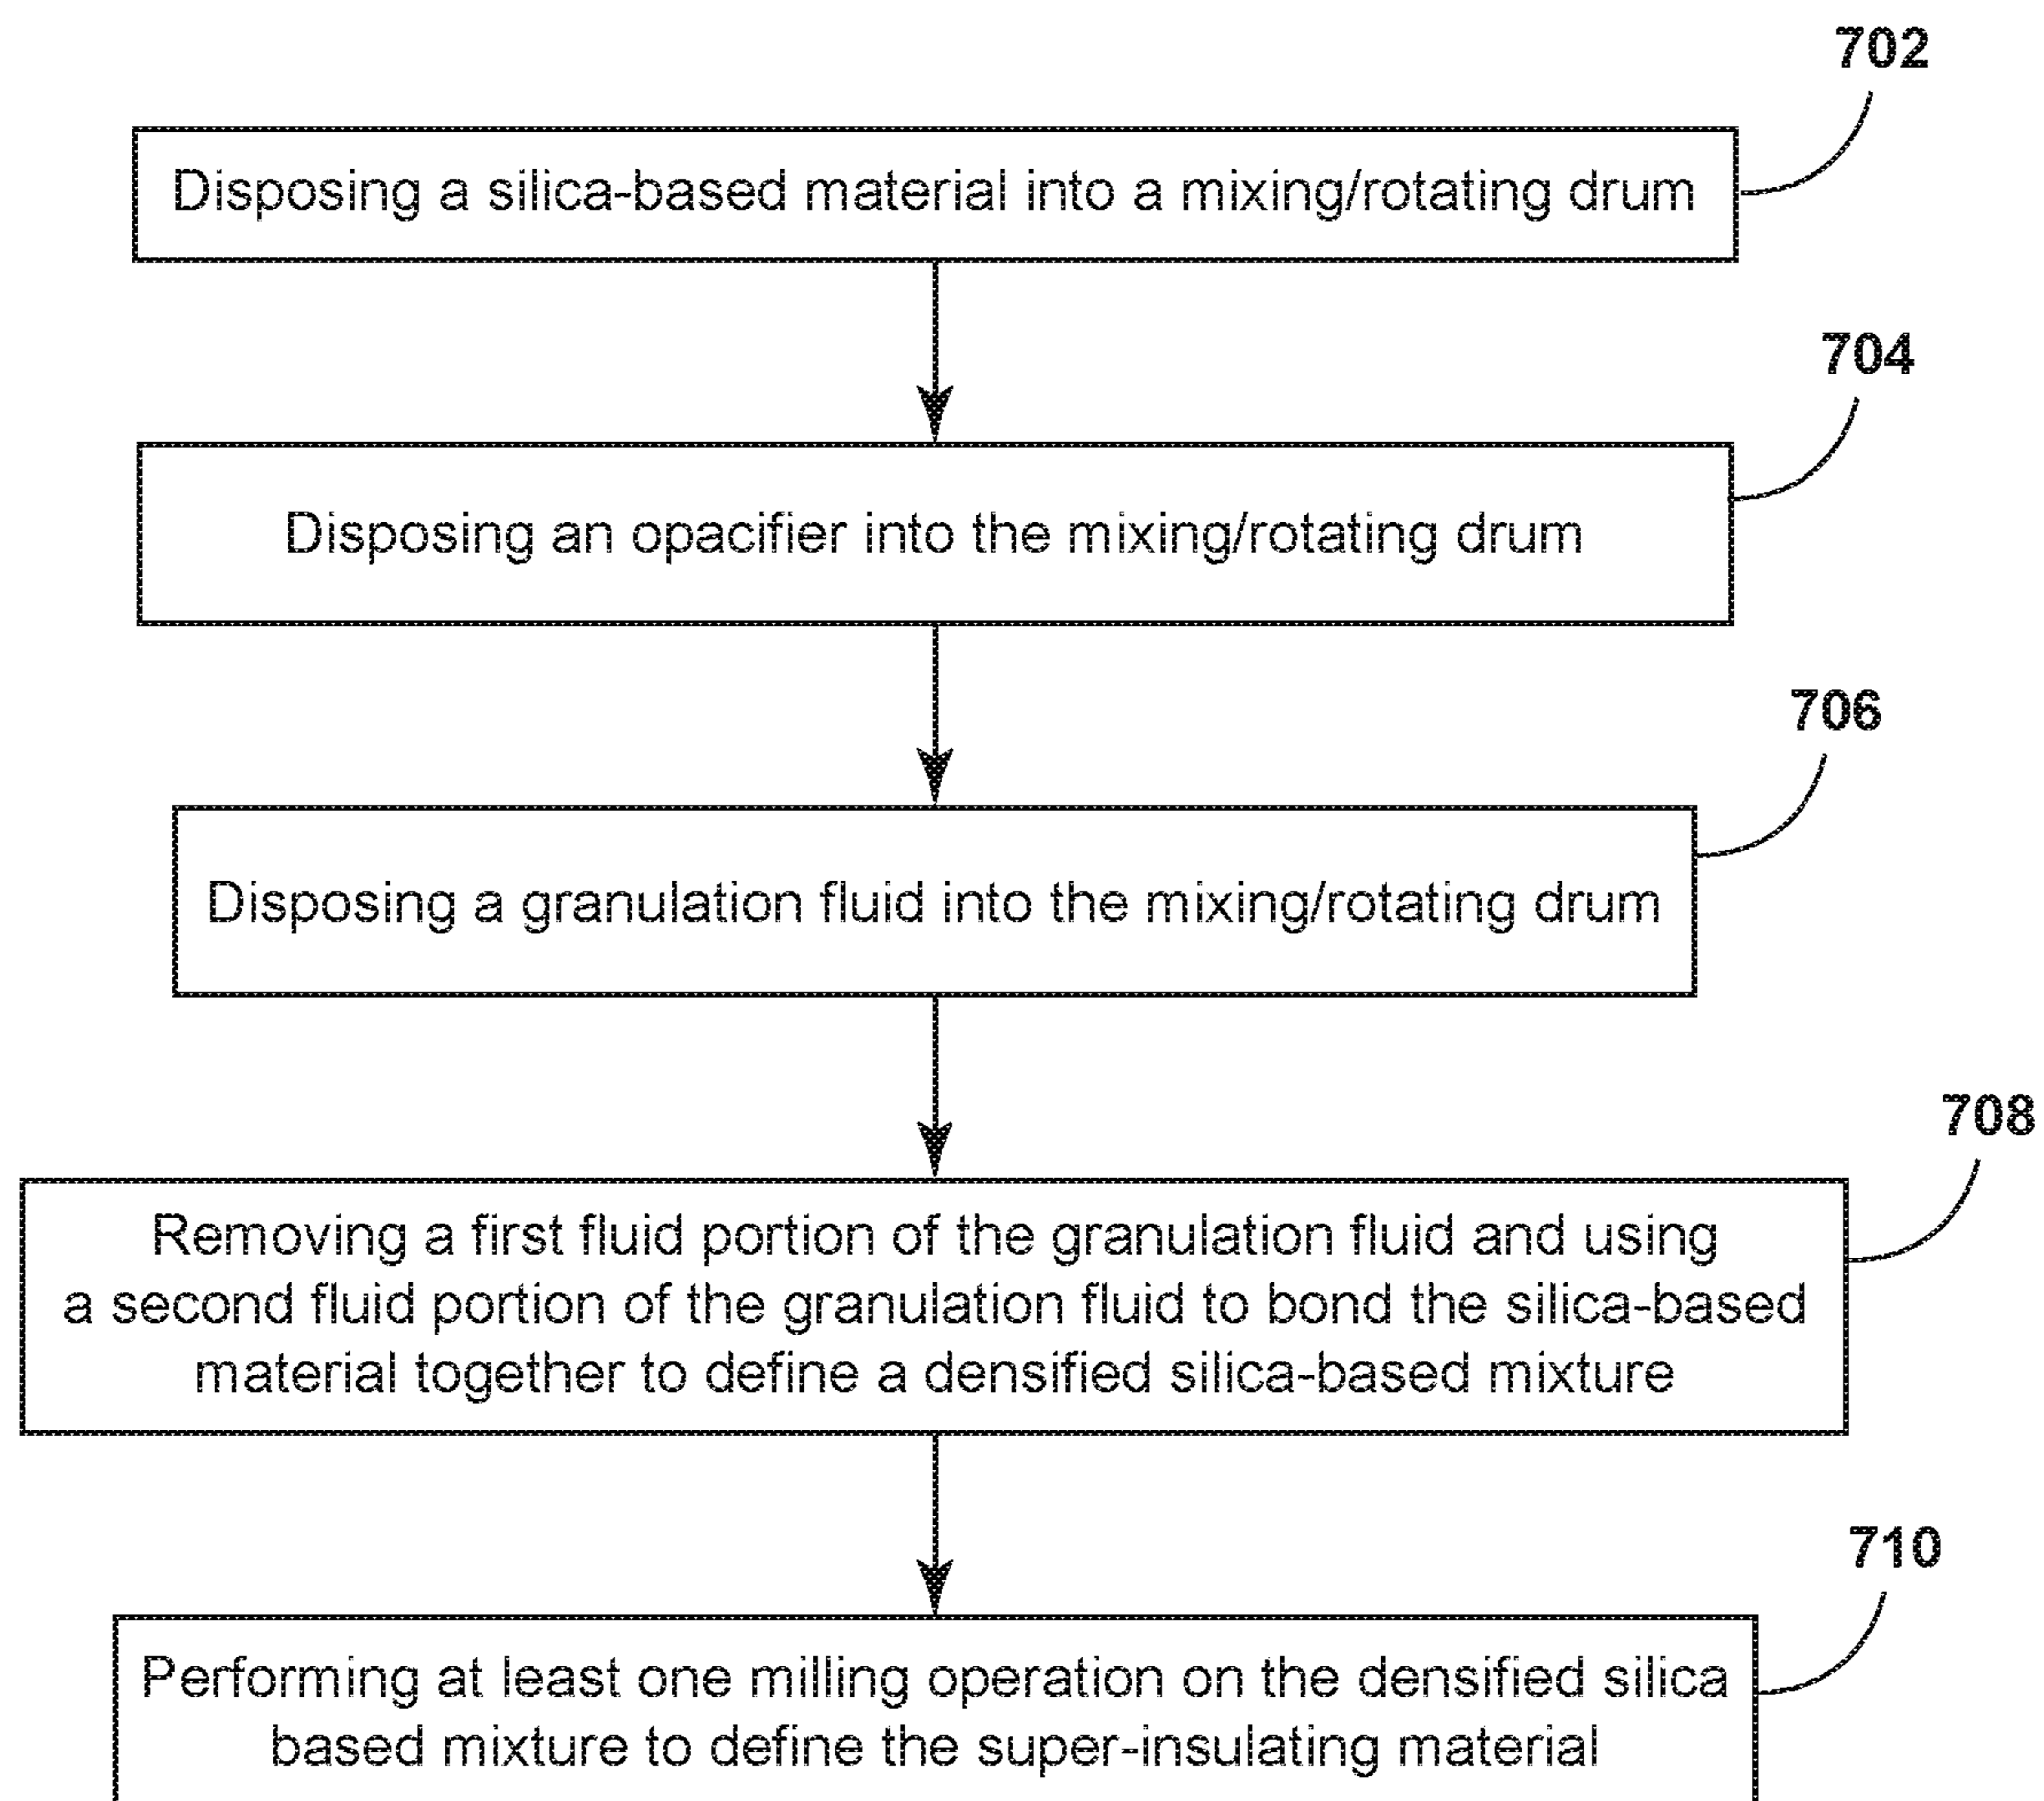 702
Disposing a silica-based material into a mixing/rotating drum
704
Disposing an opacifier into the mixing/rotating drum
706
Disposing a granulation fluid into the mixing/rotating drum
708
Removing a first fluid portion of the granulation fluid and using
a second fluid portion of the granulation fluid to bond the silica-based
material together to define a densified silica-based mixture
710
Performing at least one milling operation on the densified silica
based mixture to define the super-insulating material